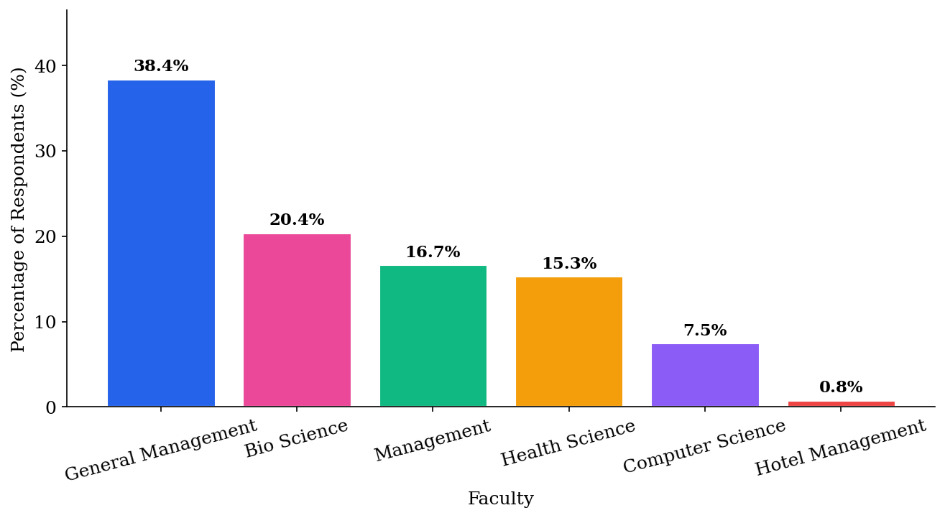 Percentage of Respondents (%)
40
30
20
10
0
38.4%
20.4%
16.7%
15.3%
7.5%
0.8%
General Management
Bio Science
Management
Health Science
Computer Science
Hotel Management
Faculty